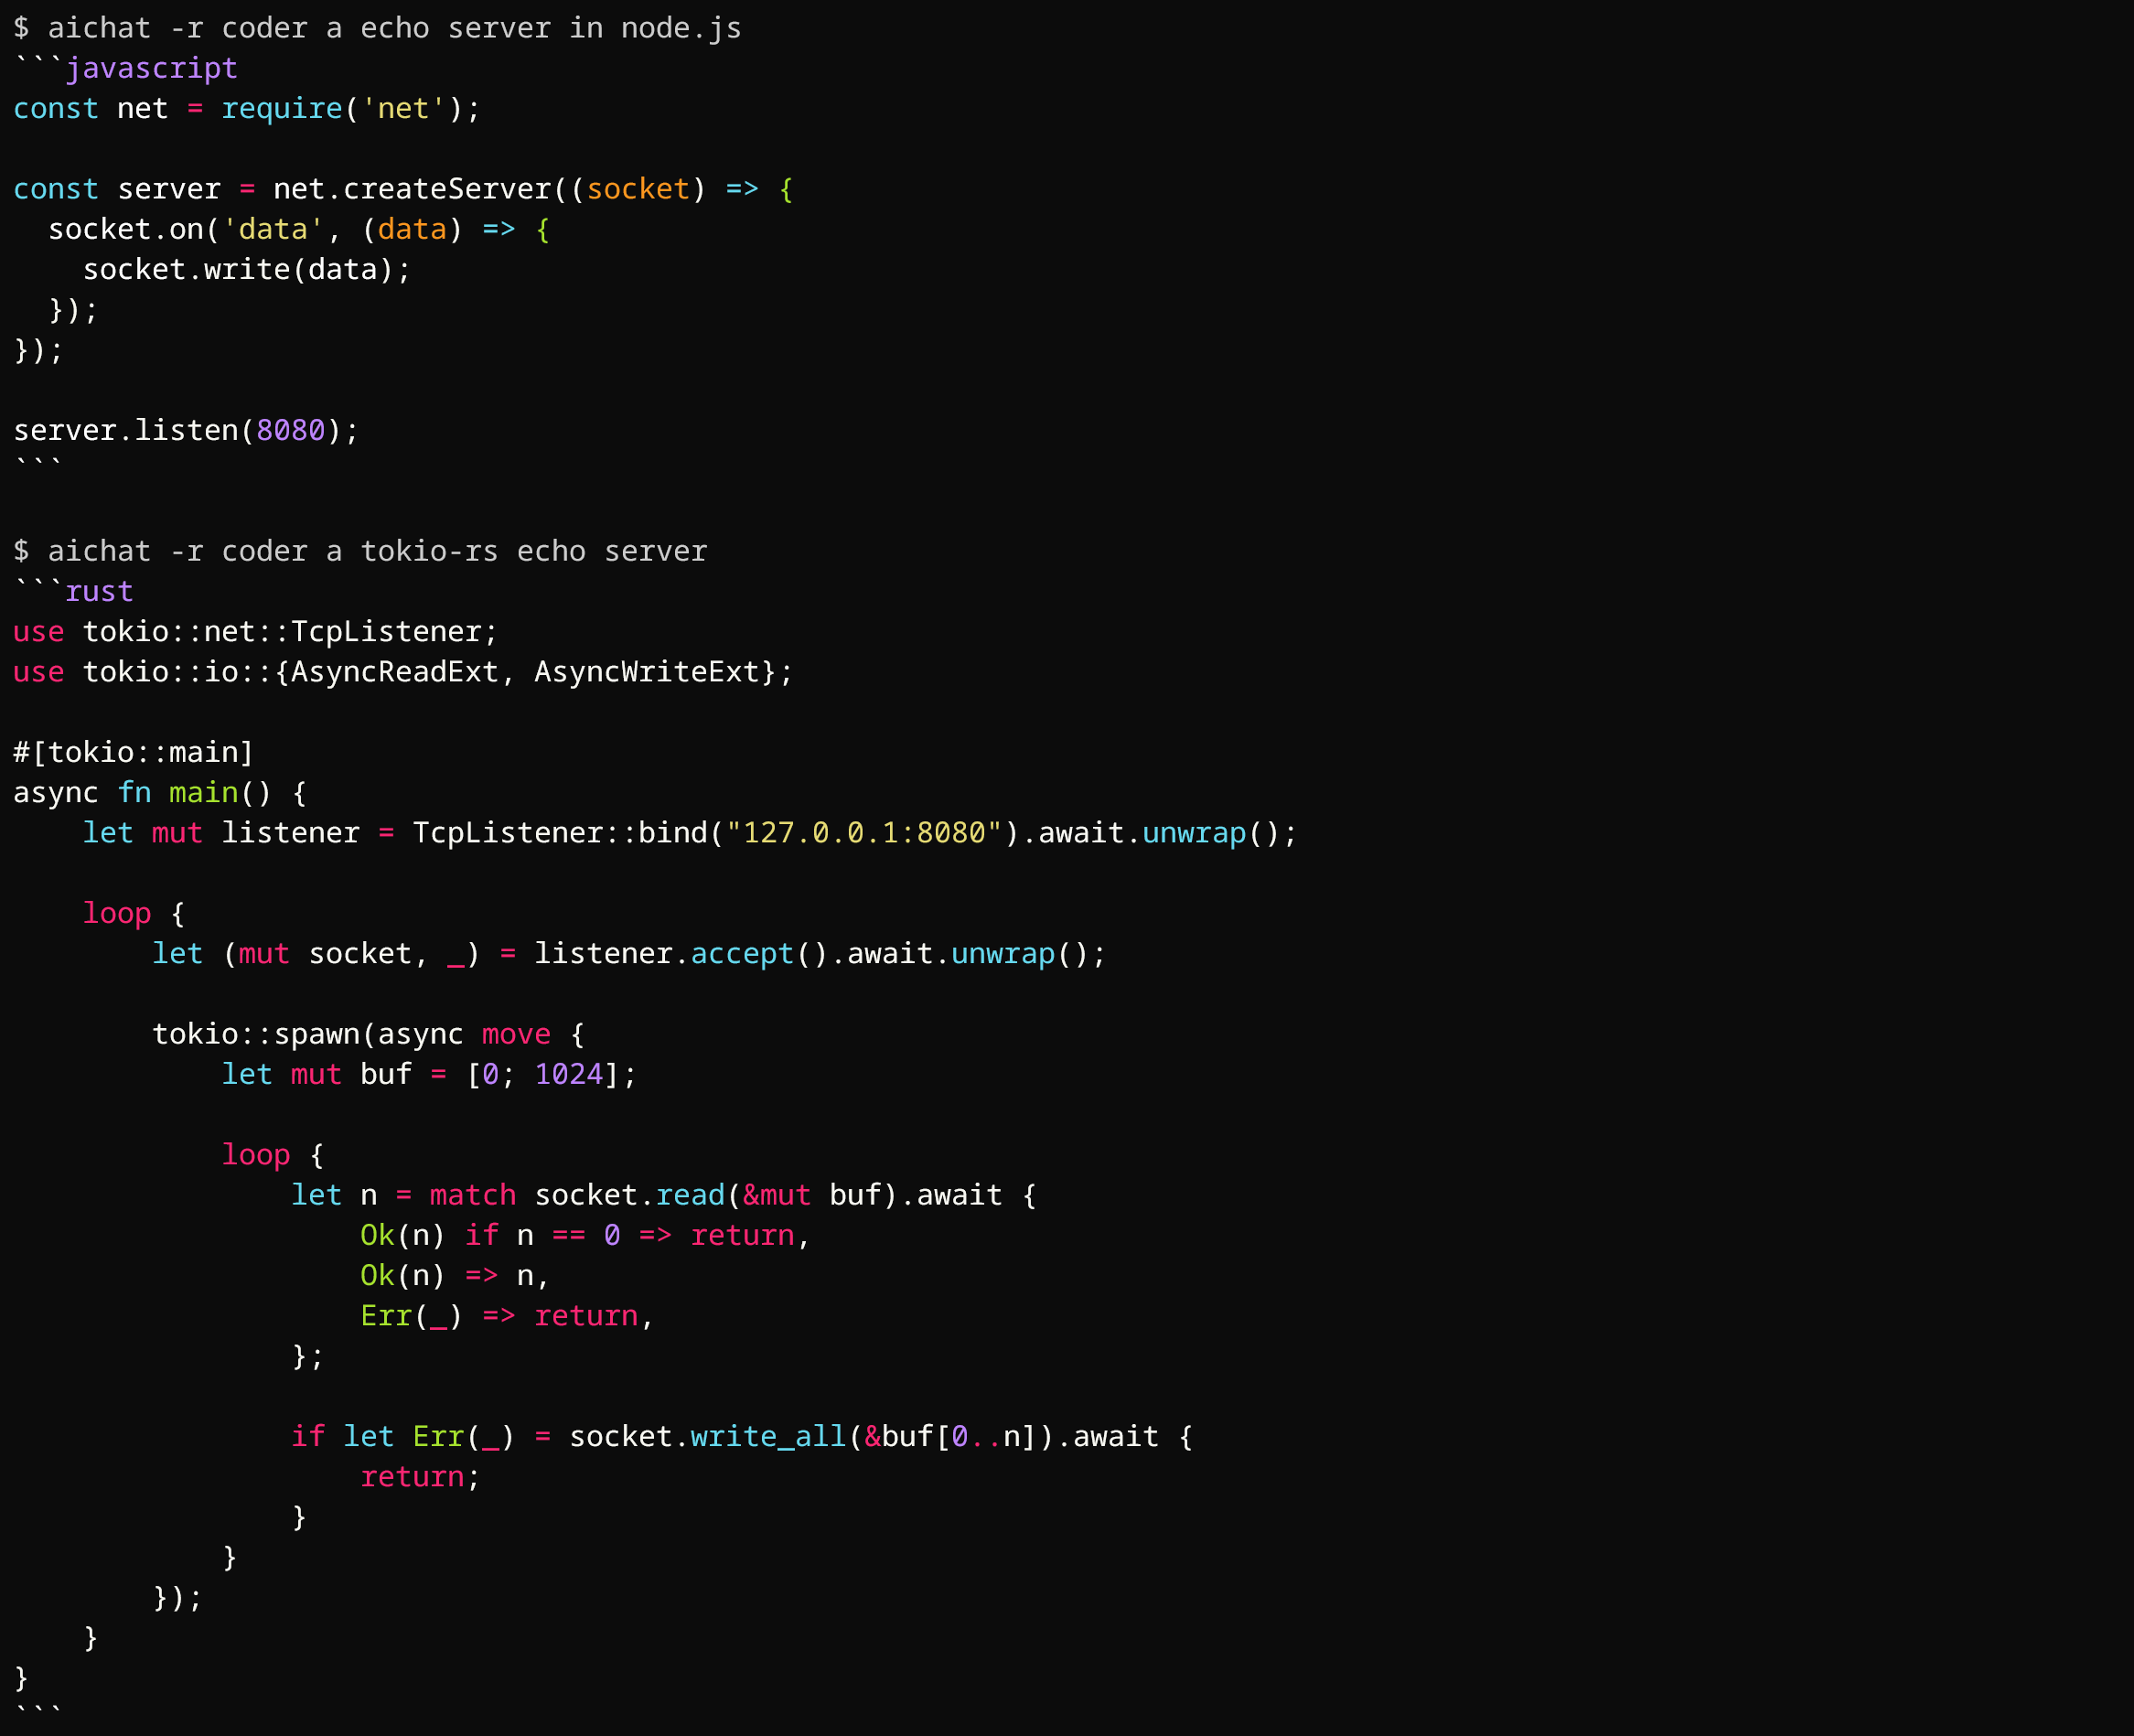 $ aichat -r coder a echo server in node.js
```javascript
const net = require('net');

const server = net.createServer((socket) => {
  socket.on('data', (data) => {
    socket.write(data);
  });
});

server.listen(8080);
```

$ aichat -r coder a tokio-rs echo server
```rust
use tokio::net::TcpListener;
use tokio::io::{AsyncReadExt, AsyncWriteExt};

#[tokio::main]
async fn main() {
    let mut listener = TcpListener::bind("127.0.0.1:8080").await.unwrap();

    loop {
        let (mut socket, _) = listener.accept().await.unwrap();

        tokio::spawn(async move {
            let mut buf = [0; 1024];

            loop {
                let n = match socket.read(&mut buf).await {
                    Ok(n) if n == 0 => return,
                    Ok(n) => n,
                    Err(_) => return,
                };

                if let Err(_) = socket.write_all(&buf[0..n]).await {
                    return;
                }
            }
        });
    }
}
```